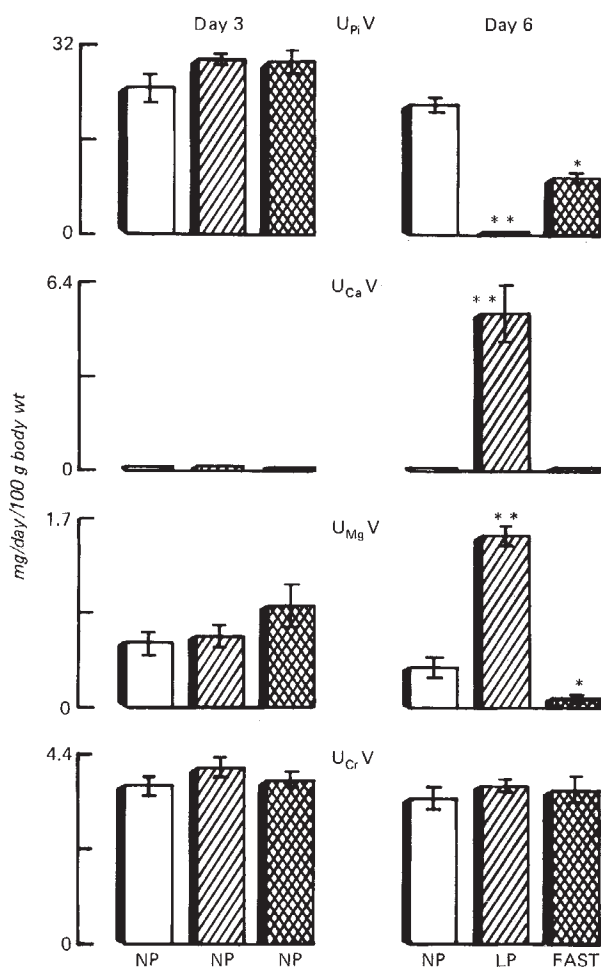 Day 3 U_Pi V Day 6
32
0
* *
*
U_Ca V
6.4
0
* *
mg/day/100 g body wt
U_Mg V
1.7
0
* *
*
U_Cr V
4.4
0
NP NP NP NP LP FAST